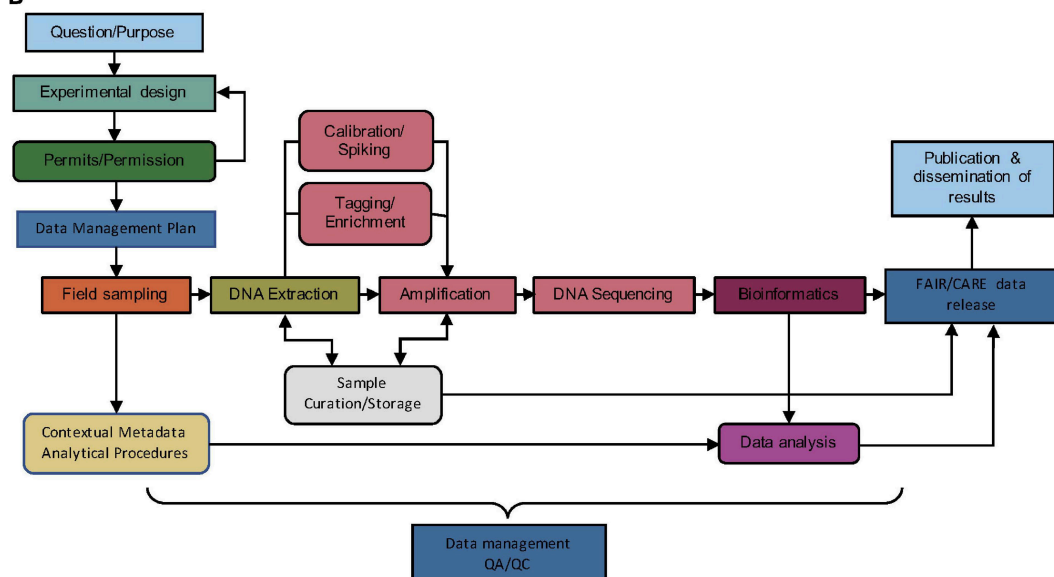 B
Question/Purpose
Experimental design
Permits/Permission
Data Management Plan
Calibration/
Spiking
Tagging/
Enrichment
Publication &
dissemination of
results
Field sampling
DNA Extraction
Amplification
DNA Sequencing
Bioinformatics
FAIR/CARE data
release
Sample
Curation/Storage
Contextual Metadata
Analytical Procedures
Data analysis
Data management
QA/QC